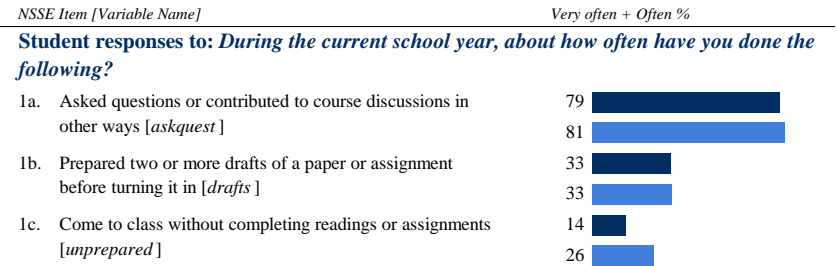 NSSE Item [Variable Name] Very often + Often %
Student responses to: During the current school year, about how often have you done the
following?
1a. Asked questions or contributed to course discussions in 79
other ways [askquest ] 81
1b. Prepared two or more drafts of a paper or assignment 33
before turning it in [drafts ] 33
1c. Come to class without completing readings or assignments 14
[unprepared ] 26